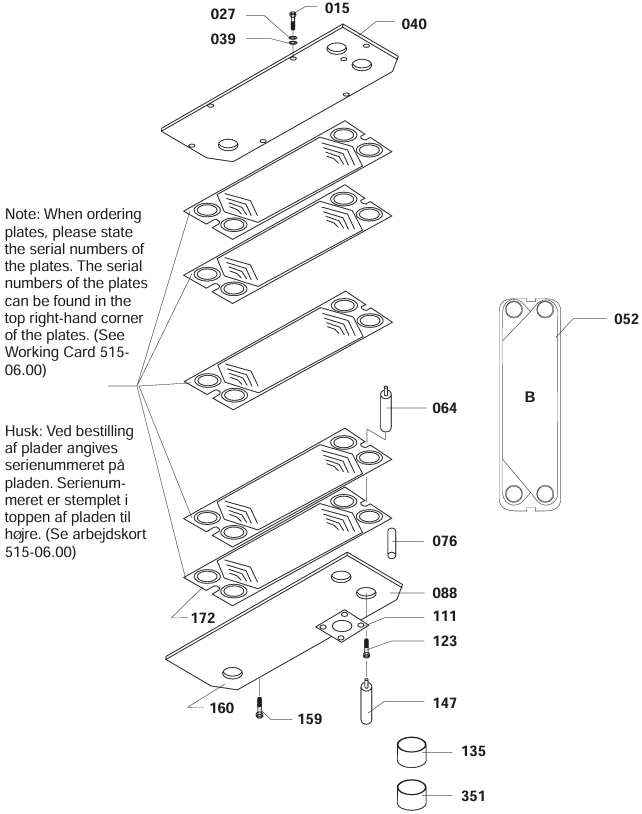 015
027
039
040
Note: When ordering
plates, please state
the serial numbers of
the plates. The serial
numbers of the plates
can be found in the
top right-hand corner
of the plates. (See
Working Card 515-
06.00)
052
B
064
Husk: Ved bestilling
af plader angives
serienummeret på
pladen. Serienum-
meret er stemplet i
toppen af pladen til
højre. (Se arbejdskort
515-06.00)
076
088
172
111
123
160
159
147
135
351